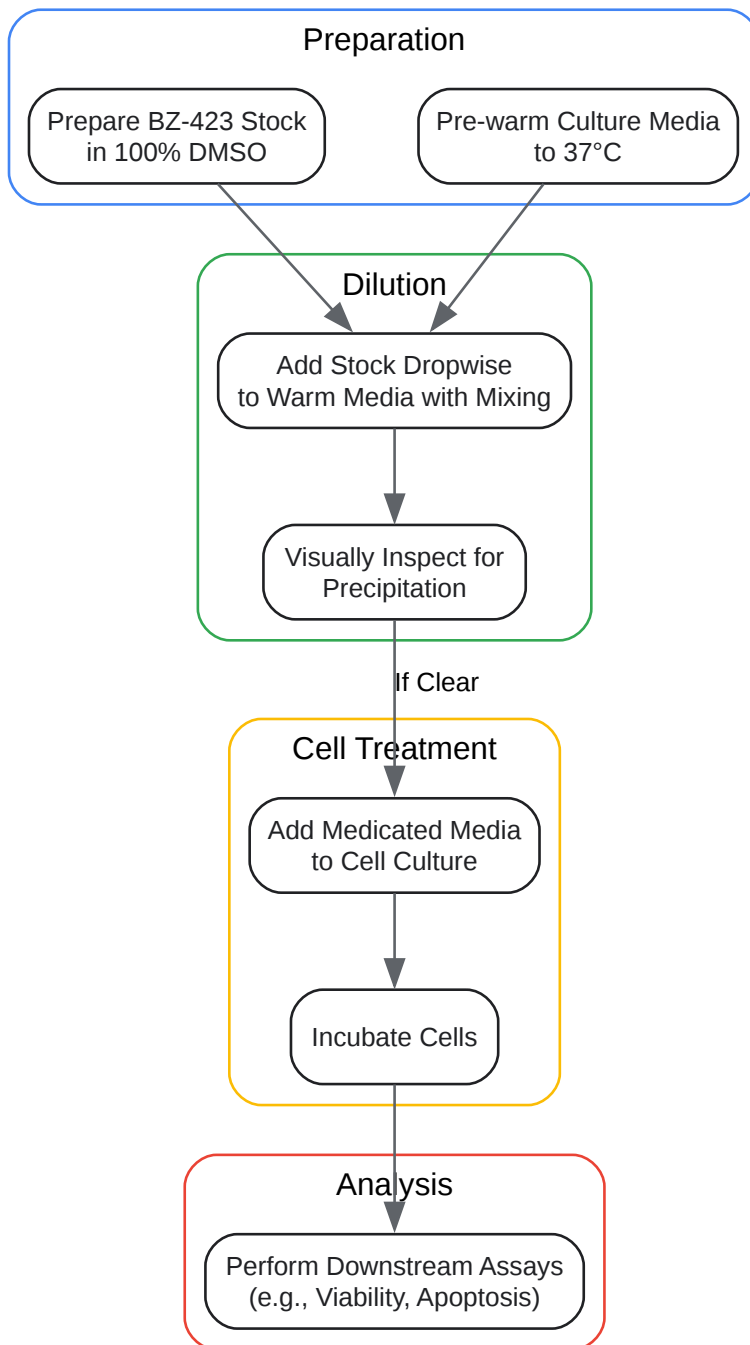 Preparation
Prepare BZ-423 Stock
in 100% DMSO
Pre-warm Culture Media
to 37°C
Dilution
Add Stock Dropwise
to Warm Media with Mixing
Visually Inspect for
Precipitation
If Clear
Cell Treatment
Add Medicated Media
to Cell Culture
Incubate Cells
Analysis
Perform Downstream Assays
(e.g., Viability, Apoptosis)